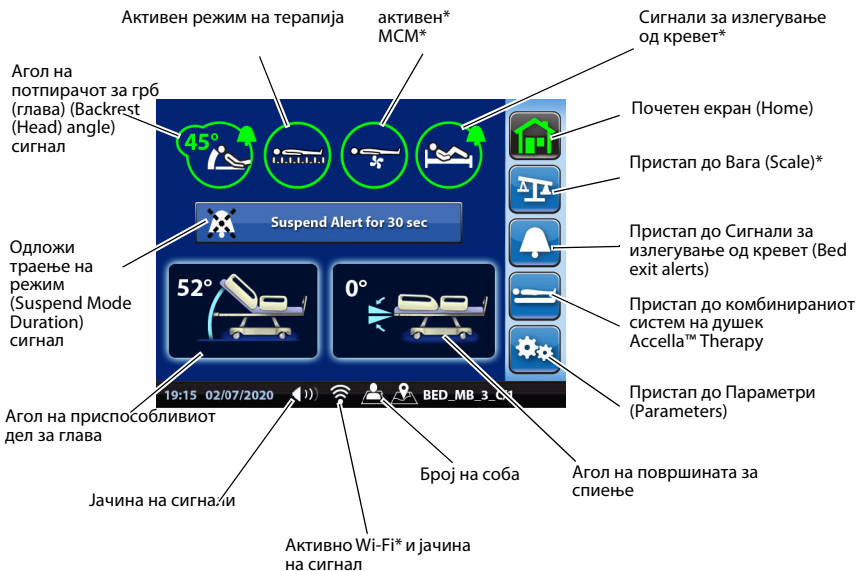 Активен режим на терапија
активен*
МСМ*
Сигнали за излегување
од кревет*
Агол на
потпирачот за грб
(глава) (Backrest
(Head) angle)
сигнал
Почетен екран (Home)
Пристап до Вага (Scale)*
Пристап до Сигнали за
излегување од кревет (Bed
exit alerts)
Пристап до комбинираниот
систем на душек
Accella™ Therapy
Пристап до Параметри
(Parameters)
45°
Suspend Alert for 30 sec
Одложи
траење на
режим
(Suspend Mode
Duration)
сигнал
52°
0°
19:15 02/07/2020
BED_MB_3_C/1
Агол на приспособливиот
дел за глава
Јачина на сигнали
Активно Wi-Fi* и јачина
на сигнал
Број на соба
Агол на површината за
спиење